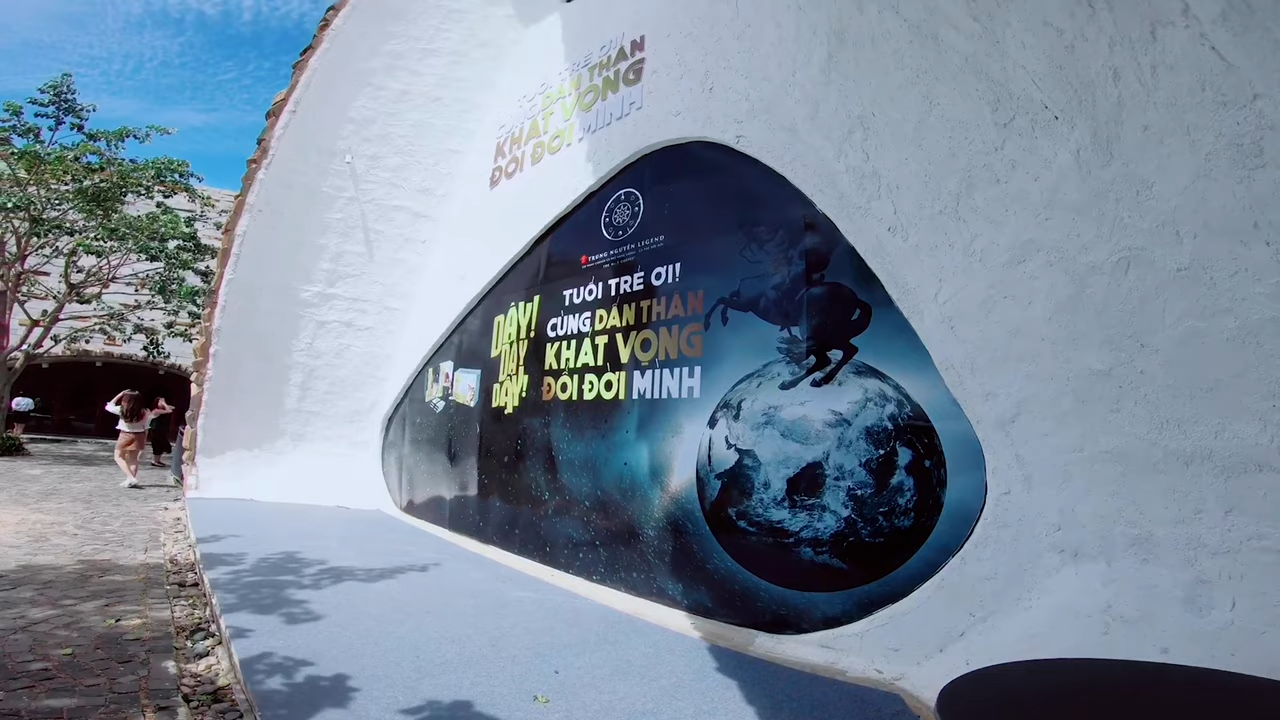 TUỔI TRẺ ƠI!
CÙNG DẤN THÂN
KHÁT VỌNG
ĐỔI ĐỜI MÌNH
TRUNG NGUYÊN LEGEND
DẬY!
DẬY
DẬY!
TUỔI TRẺ ƠI!
CÙNG DẤN THÂN
KHÁT VỌNG
ĐỔI ĐỜI MÌNH